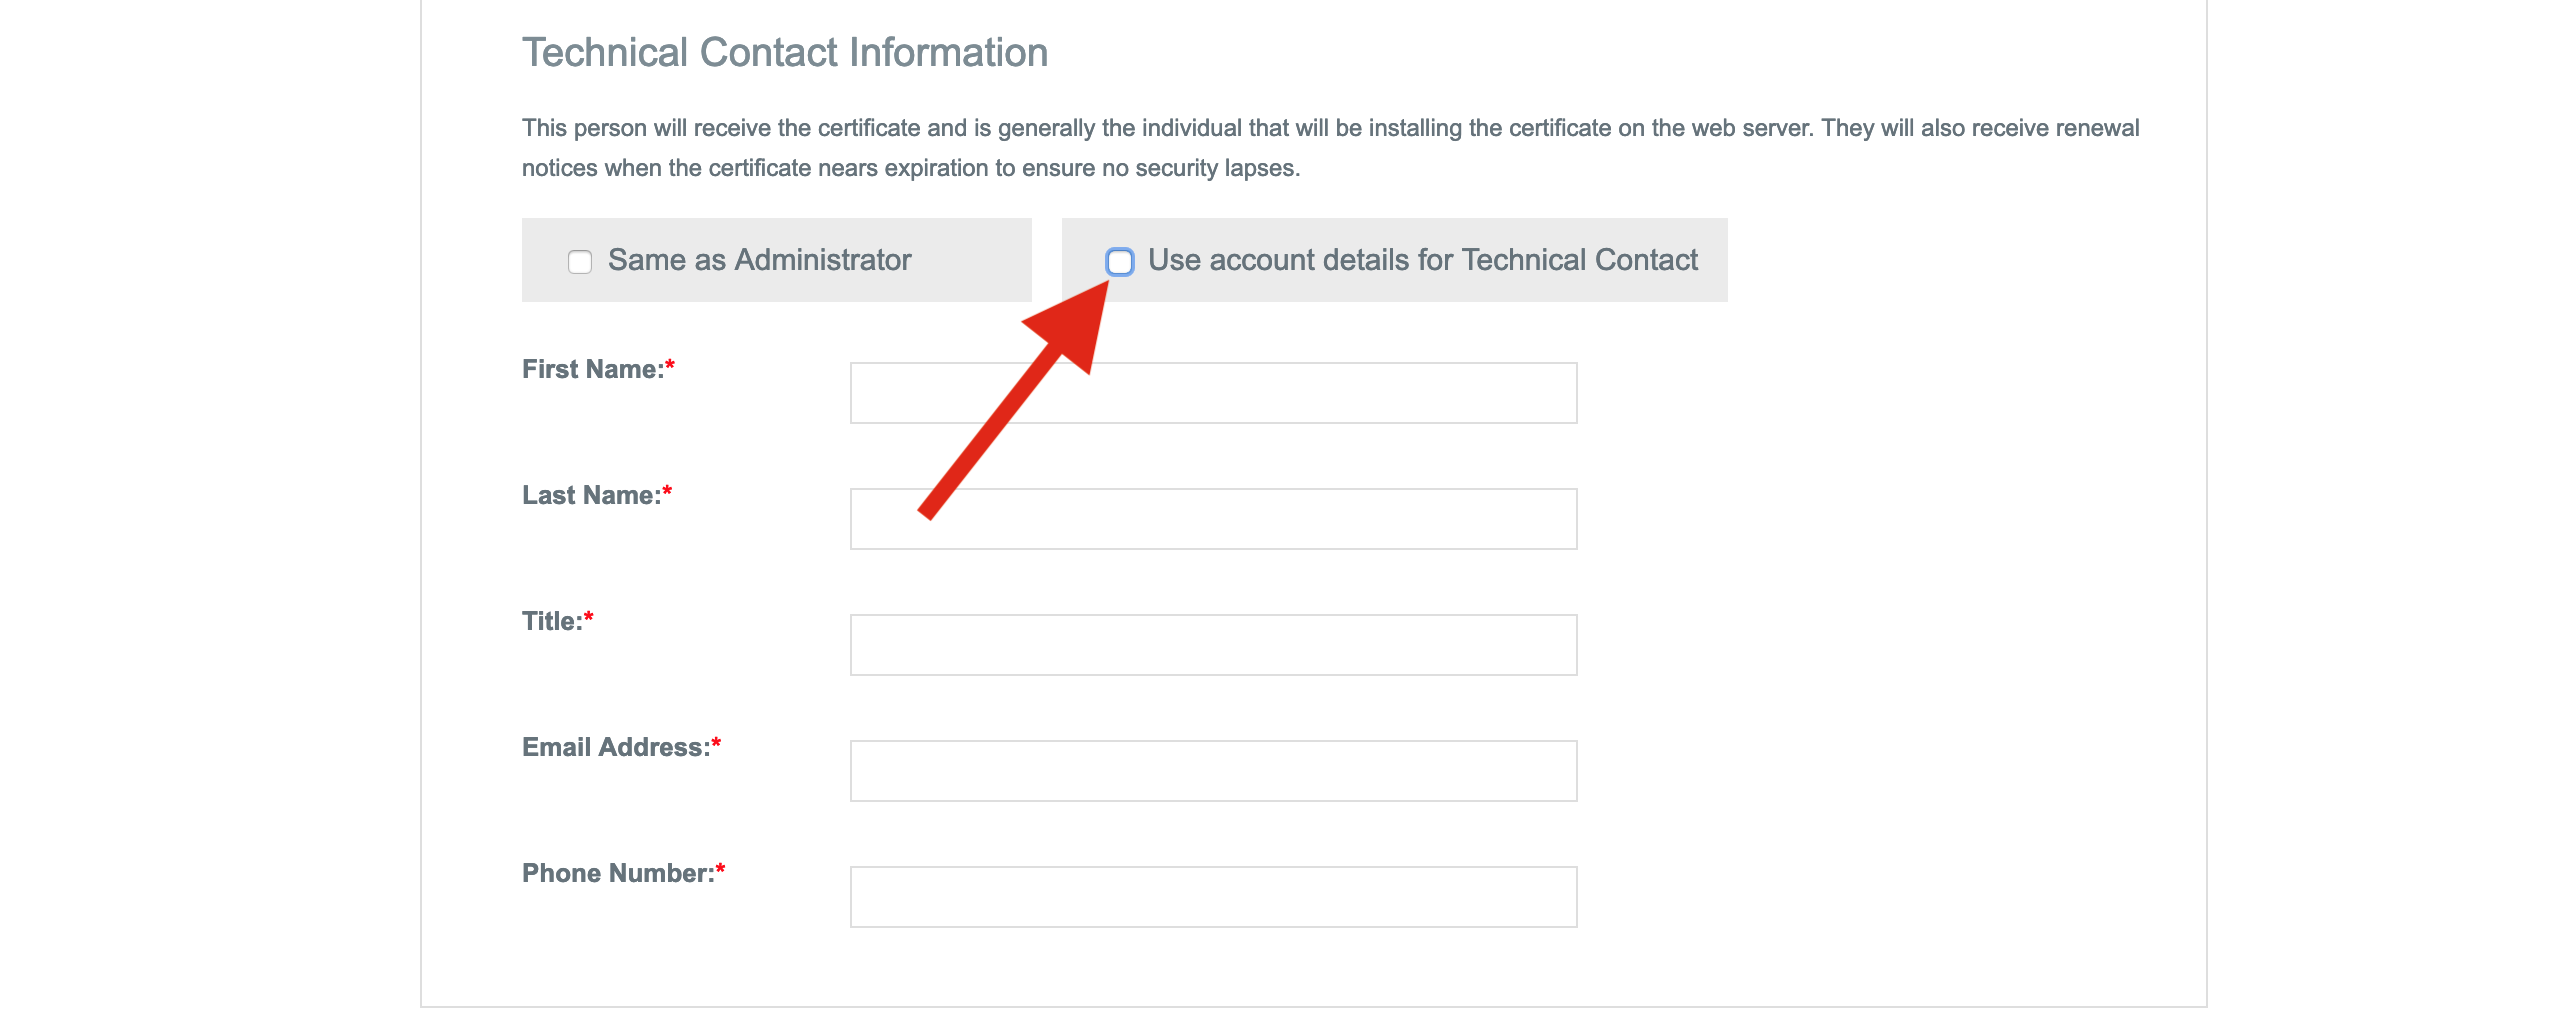 Technical Contact Information
This person will receive the certificate and is generally the individual that will be installing the certificate on the web server. They will also receive renewal
notices when the certificate nears expiration to ensure no security lapses.
Same as Administrator
Use account details for Technical Contact
First Name:*
Last Name:*
Title:*
Email Address:*
Phone Number:*